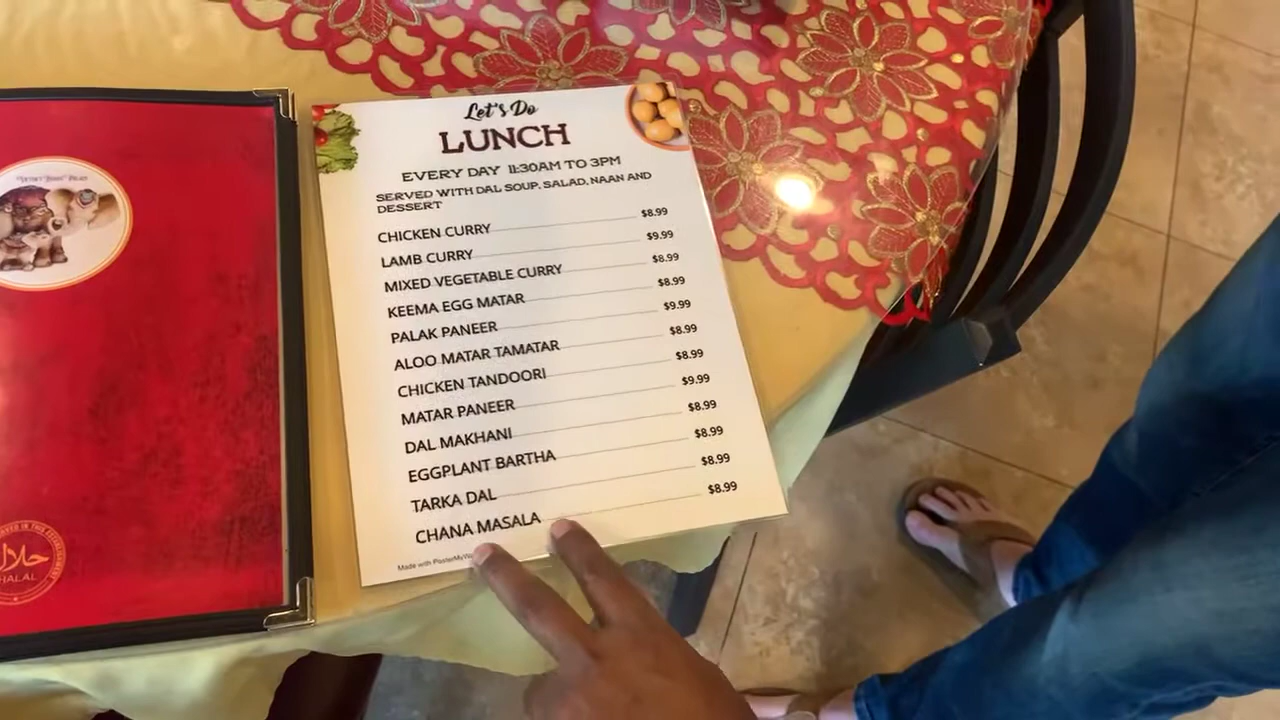 Let's Do
LUNCH
EVERY DAY 11:30AM TO 3PM
SERVED WITH DAL SOUP, SALAD, NAAN AND
DESSERT
CHICKEN CURRY $8.99
LAMB CURRY $9.99
MIXED VEGETABLE CURRY $8.99
KEEMA EGG MATAR $8.99
PALAK PANEER $9.99
ALOO MATAR TAMATAR $8.99
CHICKEN TANDOORI $8.99
MATAR PANEER $9.99
DAL MAKHANI $8.99
EGGPLANT BARTHA $8.99
TARKA DAL $8.99
CHANA MASALA $8.99
Made with
حلال
HALAL